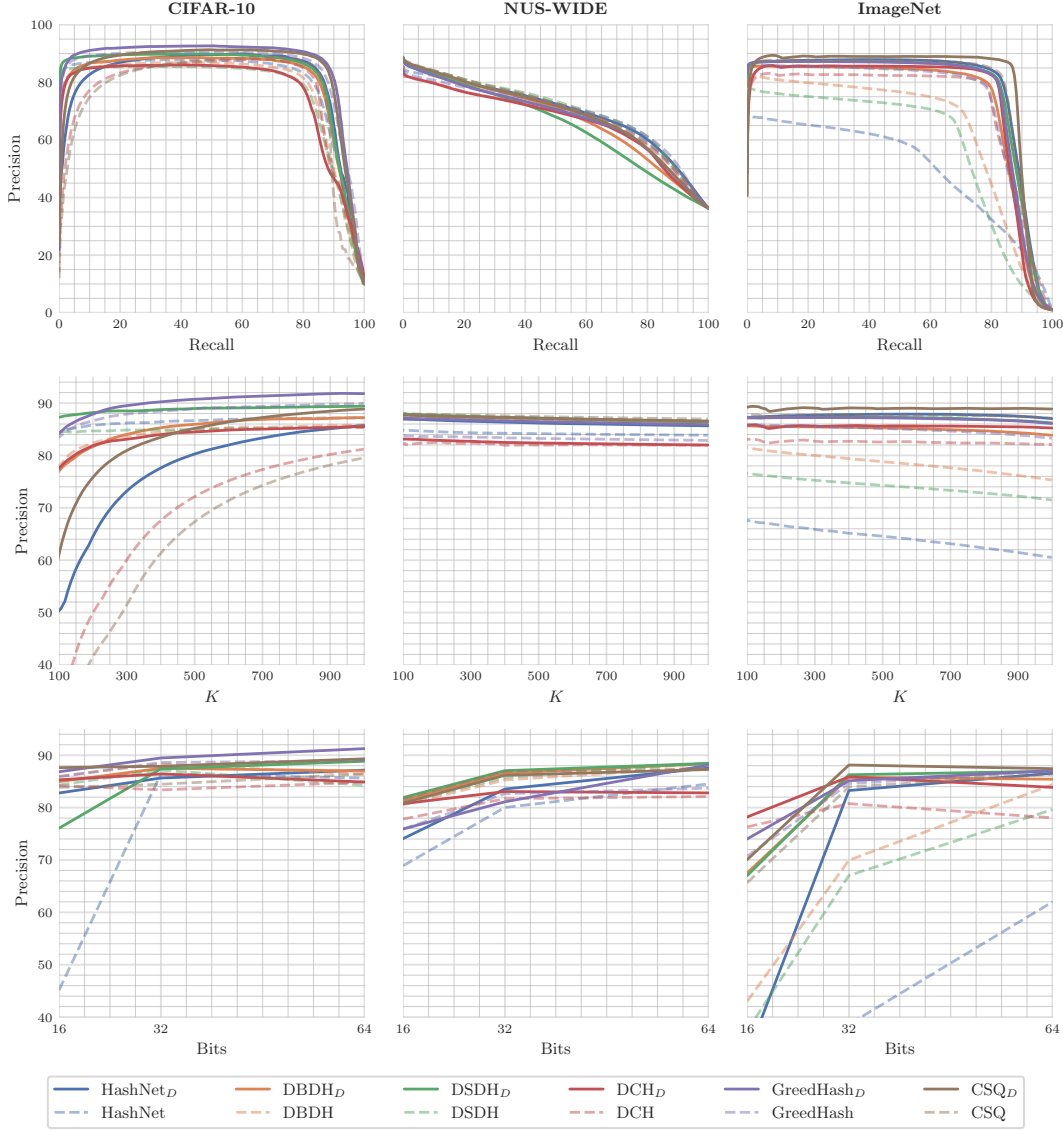 CIFAR-10 NUS-WIDE ImageNet
100
80
60
40
20
0
Precision
0 20 40 60 80 100
0 20 40 60 80 100
0 20 40 60 80 100
Recall Recall Recall
90
80
70
60
50
40
Precision
100 300 500 700 900
100 300 500 700 900
100 300 500 700 900
K K K
90
80
70
60
50
40
Precision
16 32 64
16 32 64
16 32 64
Bits Bits Bits
HashNet_D DBDH_D DSDH_D DCH_D GreedHash_D CSQ_D
HashNet DBDH DSDH DCH GreedHash CSQ